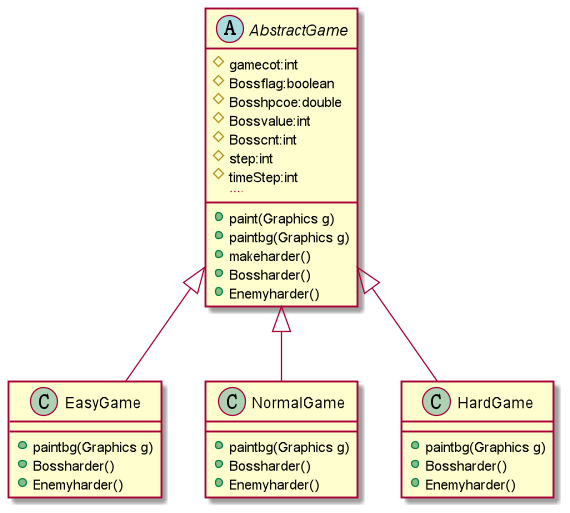 A AbstractGame
gamecot:int
Bossflag:boolean
Bosshpcoe:double
Bossvalue:int
Bosscnt:int
step:int
timeStep:int
....
paint(Graphics g)
paintbg(Graphics g)
makeharder()
Bossharder()
Enemyharder()
C EasyGame
paintbg(Graphics g)
Bossharder()
Enemyharder()
C NormalGame
paintbg(Graphics g)
Bossharder()
Enemyharder()
C HardGame
paintbg(Graphics g)
Bossharder()
Enemyharder()